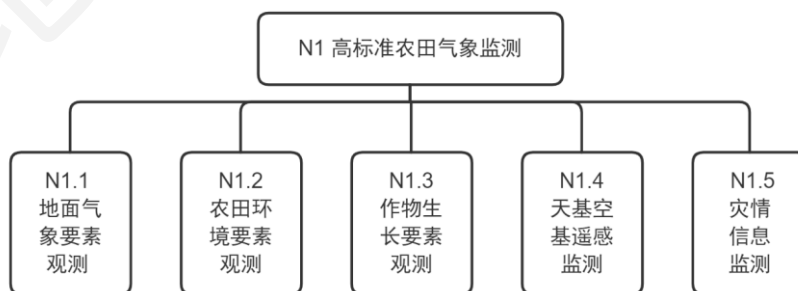 N1 高标准农田气象监测
N1.1
地面气
象要素
观测
N1.2
农田环
境要素
观测
N1.3
作物生
长要素
观测
N1.4
天基空
基遥感
监测
N1.5
灾情
信息
监测